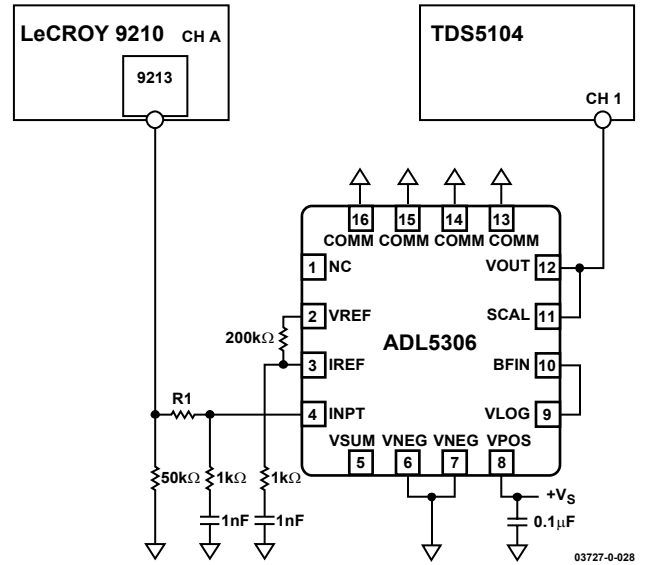 LeCROY 9210 CH A
9213
TDS5104
CH 1
16 15 14 13
COMM COMM COMM COMM
1 NC
VOUT 12
2 VREF
SCAL 11
200kΩ
ADL5306
3 IREF
BFIN 10
R1
4 INPT
VLOG 9
VSUM VNEG VNEG VPOS
5 6 7 8
50kΩ 1kΩ 1kΩ
+VS
1nF 1nF
0.1μF
03727-0-028